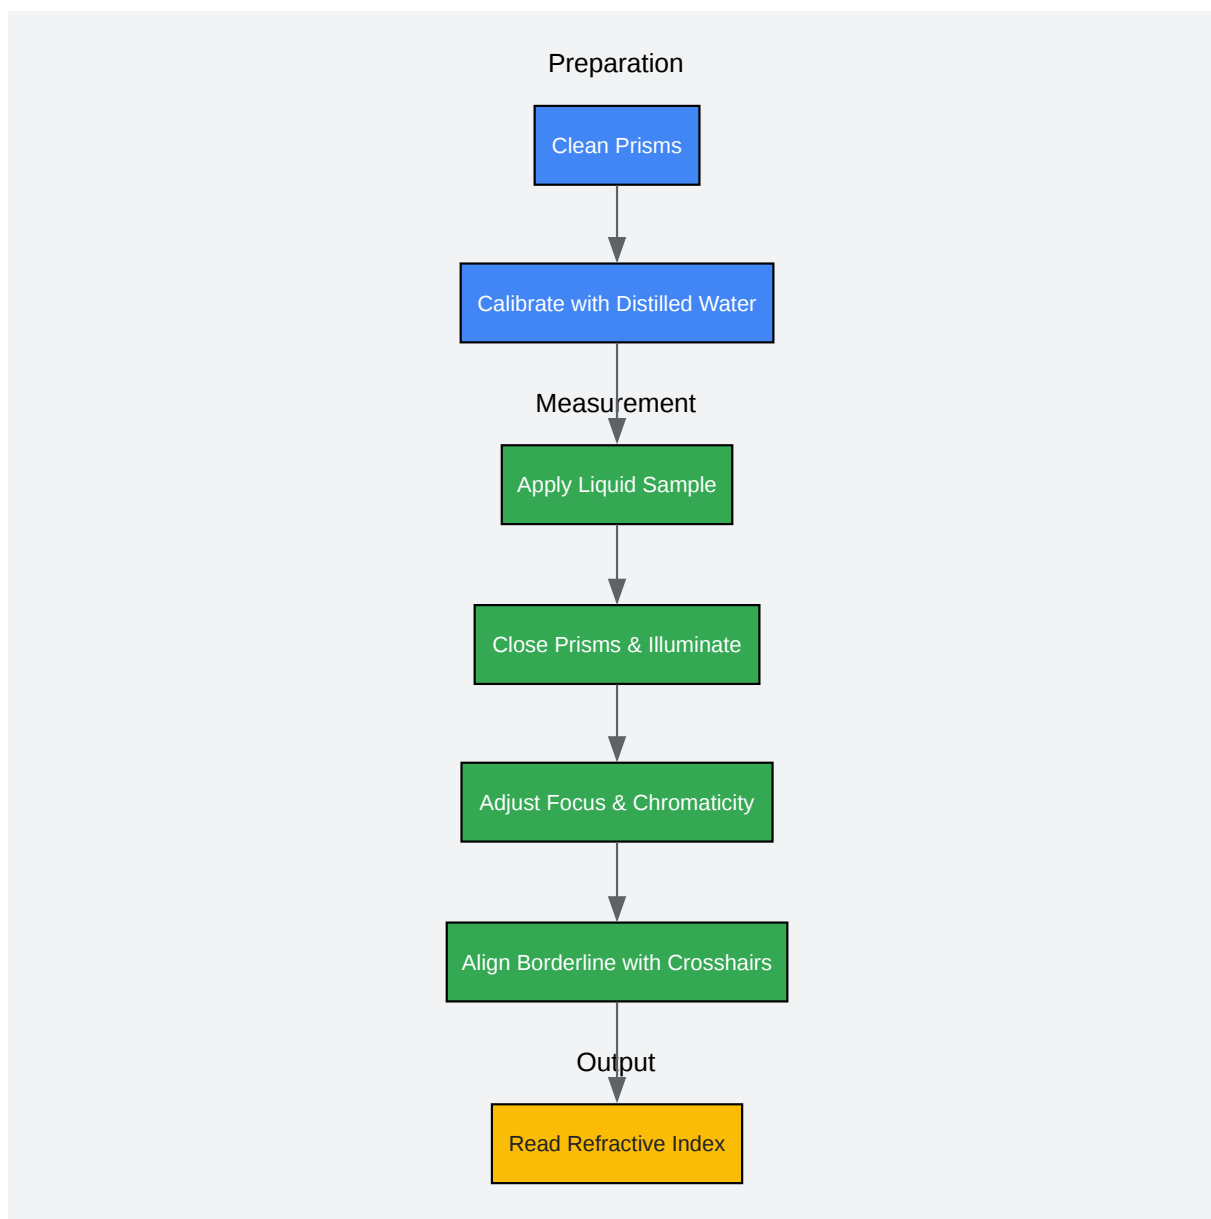 Preparation
Clean Prisms
Calibrate with Distilled Water
Measurement
Apply Liquid Sample
Close Prisms & Illuminate
Adjust Focus & Chromaticity
Align Borderline with Crosshairs
Output
Read Refractive Index